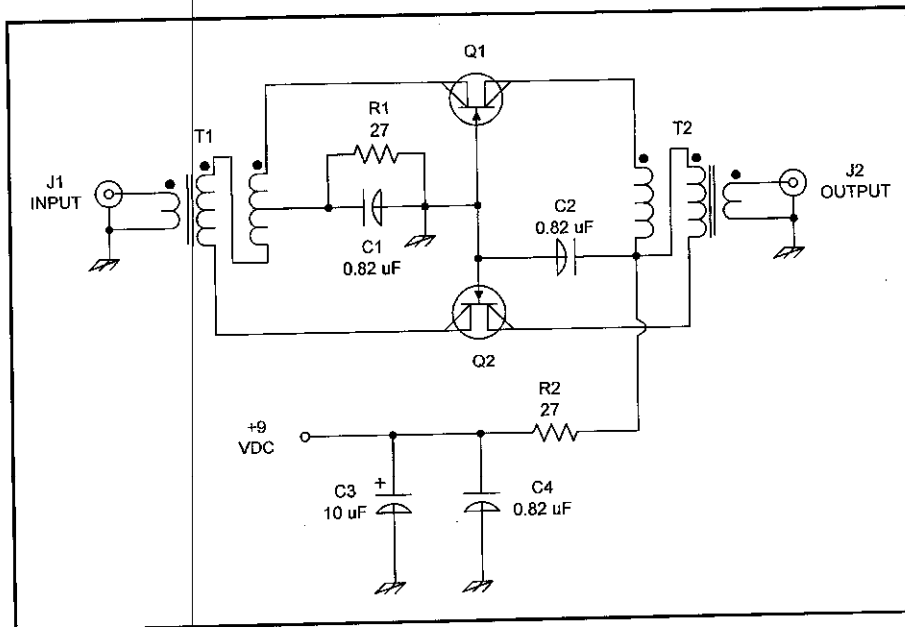 Q1
R1
27
T1
T2
J1
INPUT
J2
OUTPUT
C2
0.82 uF
C1
0.82 uF
Q2
R2
27
+9
VDC
+
C3
10 uF
C4
0.82 uF